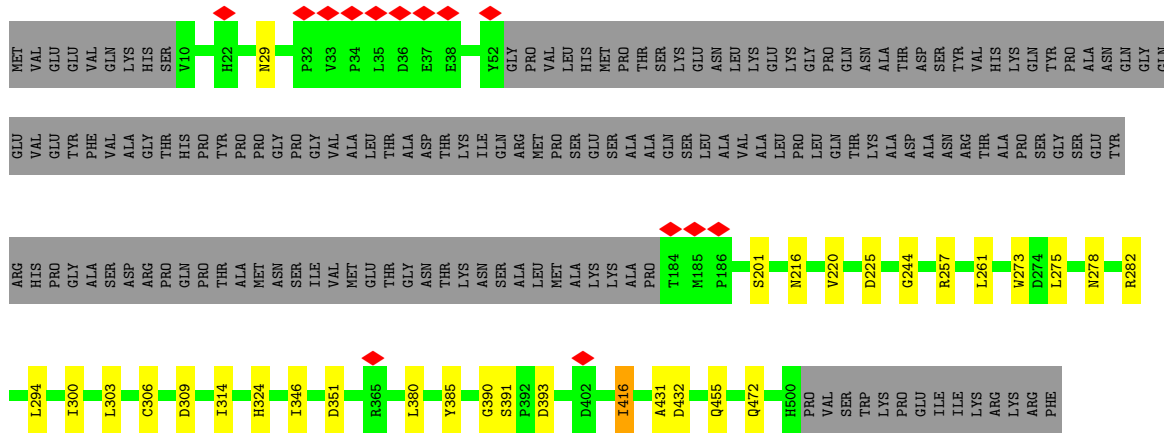 MET VAL GLU GLU VAL GLN LYS HIS SER V10 H22 N29 P32 V33 P34 L35 D36 E37 E38 Y52 GLY PRO VAL LEU HIS MET PRO THR SER LYS GLU ASN LEU LYS GLU LYS GLY PRO GLN ASN ALA THR ASP SER TYR VAL HIS LYS GLN TYR PRO ALA ASN GLN GLY GLN
GLU VAL GLU TYR PHE VAL ALA GLY THR HIS PRO TYR PRO PRO GLY PRO GLY VAL ALA LEU THR ALA ASP THR LYS ILE GLN ARG MET PRO SER GLU SER ALA ALA GLN SER LEU ALA VAL ALA LEU PRO LEU GLN THR LYS ALA ASP ALA ASN ARG THR ALA PRO SER GLY SER GLU TYR
ARG HIS PRO GLY ALA SER ASP ARG PRO GLN PRO THR ALA MET ASN SER ILE VAL MET GLU THR GLY ASN THR LYS ASN SER ALA LEU MET ALA LYS LYS ALA PRO T184 M185 P186 S201 N216 V220 D225 G244 R257 L261 W273 D274 L275 N278 R282
L294 I300 L303 C306 D309 I314 H324 I346 D351 R365 L380 Y385 G390 S391 P392 D393 D402 I416 A431 D432 Q455 Q472 H500 PRO VAL SER TRP LYS PRO GLU ILE ILE LYS ARG LYS ARG PHE